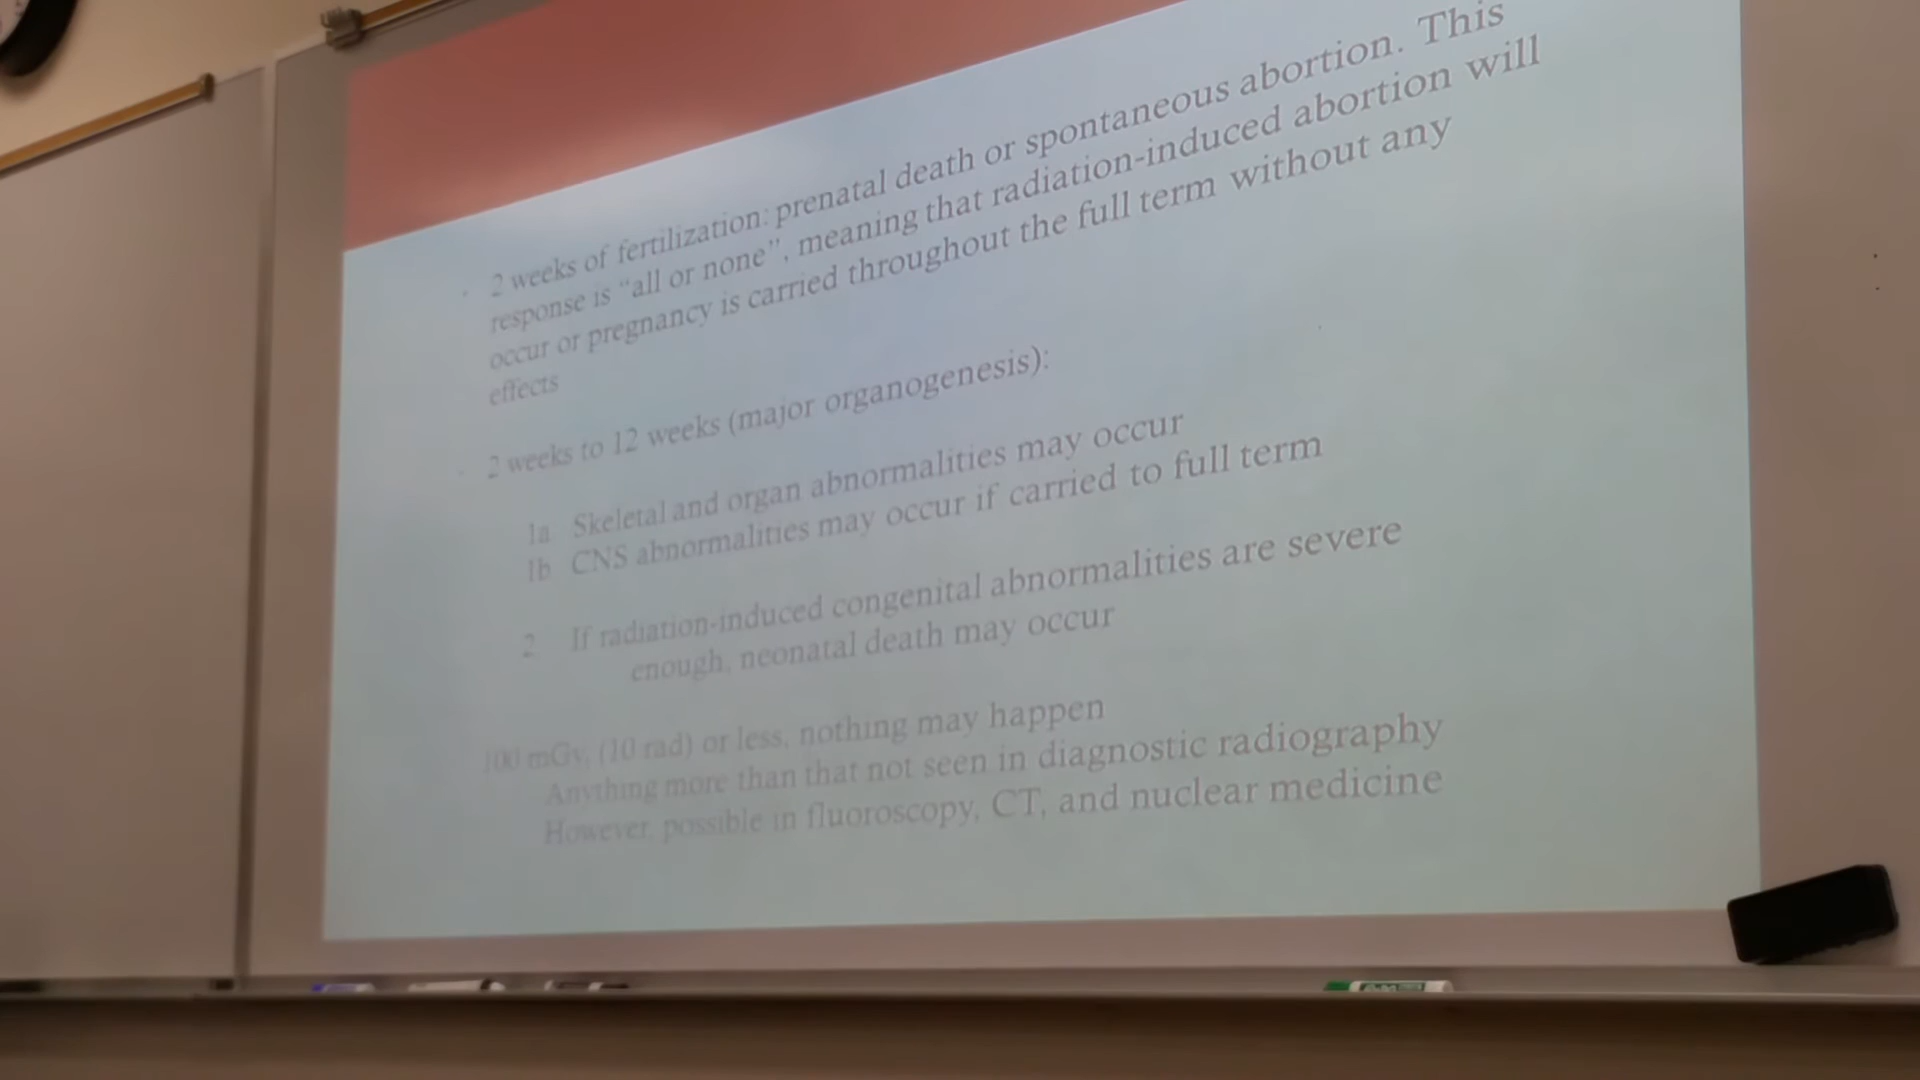 2 weeks of fertilization: prenatal death or spontaneous abortion. This
response is "all or none", meaning that radiation-induced abortion will
occur or pregnancy is carried throughout the full term without any
effects
2 weeks to 12 weeks (major organogenesis):
1a Skeletal and organ abnormalities may occur
1b CNS abnormalities may occur if carried to full term
2 If radiation-induced congenital abnormalities are severe
enough, neonatal death may occur
100 mGy, (10 rad) or less, nothing may happen
Anything more than that not seen in diagnostic radiography
However, possible in fluoroscopy, CT, and nuclear medicine